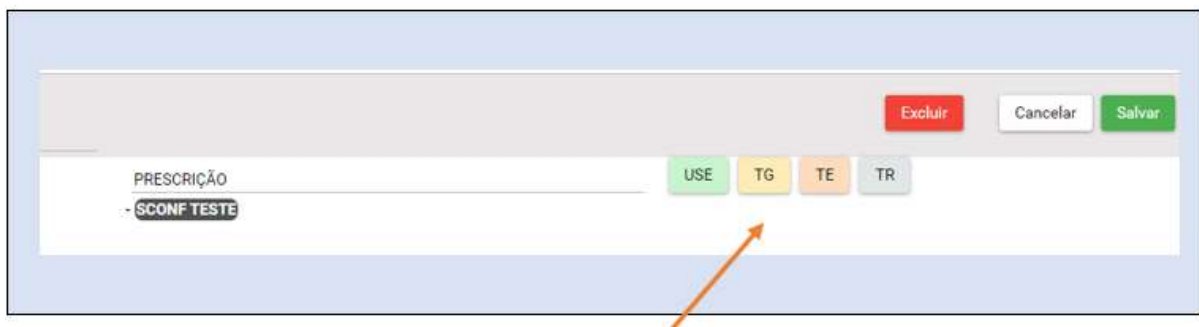 Excluir Cancelar Salvar
PRESCRIÇÃO USE TG TE TR
- SCONF TESTE